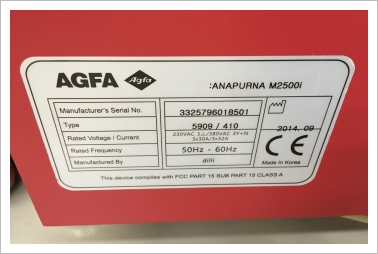 AGFA Agfa :ANAPURNA M2500i
Manufacturer's Serial No. 3325796018501
Type 5909 / 410
Rated Voltage / Current 230VAC 3△/380VAC 3Y+N
3x30A/3x32A
Rated Frequency 50Hz - 60Hz
Manufactured By dilli
2014. 09
CE
Made In Korea
This device complies with FCC PART 15 SUB PART 15 CLASS A